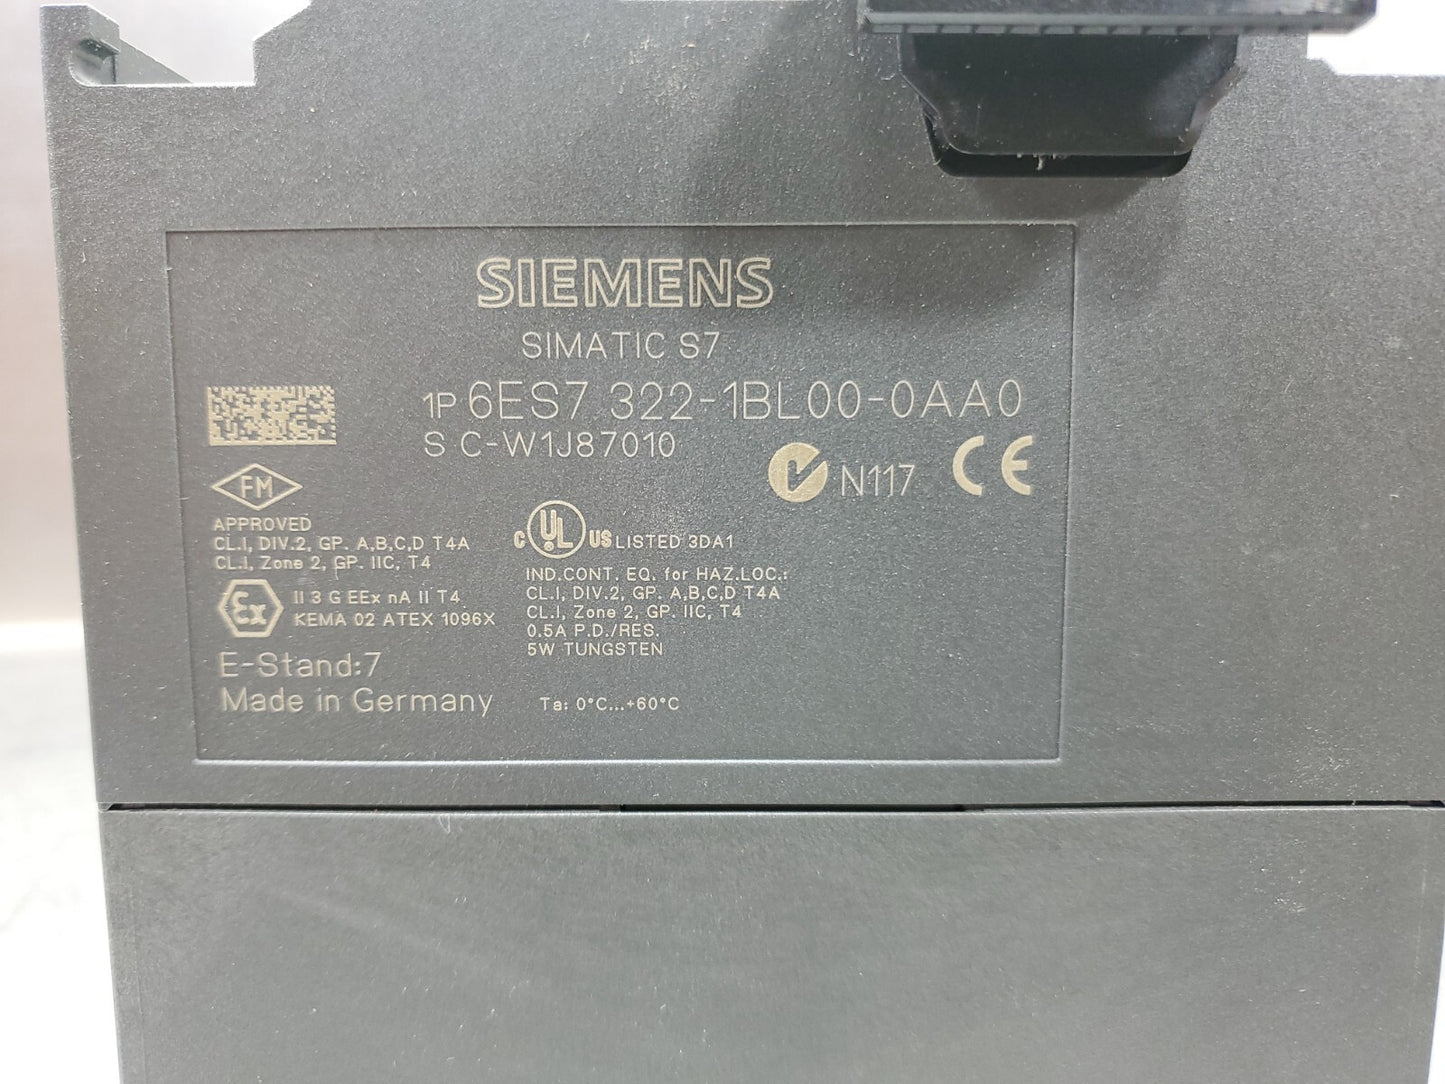 SIEMENS
SIMATIC S7
1P 6ES7 322-1BL00-0AA0
S C-W1J87010
N117 CE
FM
APPROVED
CL.I, DIV.2, GP. A,B,C,D T4A
CL.I, Zone 2, GP. IIC, T4
Ex II 3 G EEx nA II T4
KEMA 02 ATEX 1096X
E-Stand:7
Made in Germany
C UL US LISTED 3DA1
IND.CONT. EQ. for HAZ.LOC.:
CL.I, DIV.2, GP. A,B,C,D T4A
CL.I, Zone 2, GP. IIC, T4
0.5A P.D./RES.
5W TUNGSTEN
Ta: 0°C...+60°C